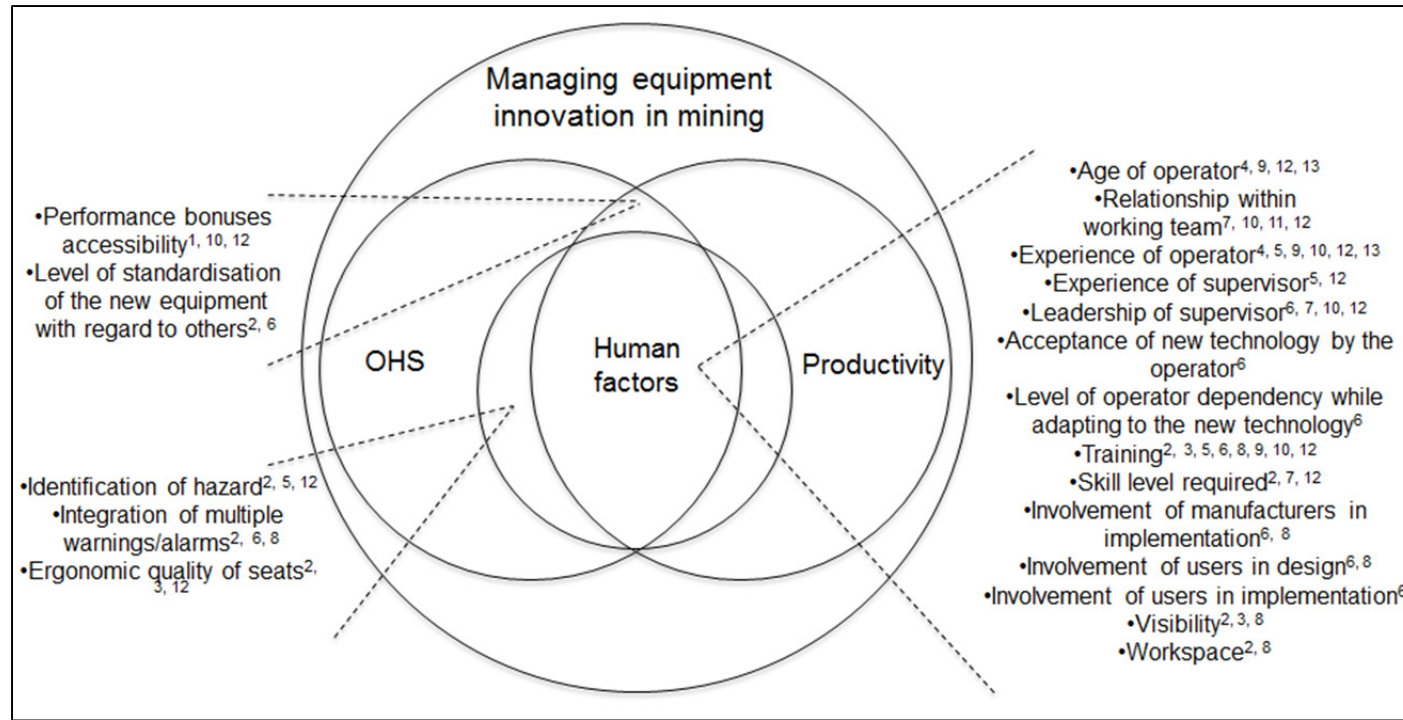 Managing equipment
innovation in mining
•Performance bonuses
accessibility1, 10, 12
•Level of standardisation
of the new equipment
with regard to others2, 6
OHS
Human
factors
Productivity
•Identification of hazard2, 5, 12
•Integration of multiple
warnings/alarms2, 6, 8
•Ergonomic quality of seats2,
3, 12
•Age of operator4, 9, 12, 13
•Relationship within
working team7, 10, 11, 12
•Experience of operator4, 5, 9, 10, 12, 13
•Experience of supervisor5, 12
•Leadership of supervisor6, 7, 10, 12
•Acceptance of new technology by the
operator6
•Level of operator dependency while
adapting to the new technology6
•Training2, 3, 5, 6, 8, 9, 10, 12
•Skill level required2, 7, 12
•Involvement of manufacturers in
implementation6, 8
•Involvement of users in design6, 8
•Involvement of users in implementation6
•Visibility2, 3, 8
•Workspace2, 8